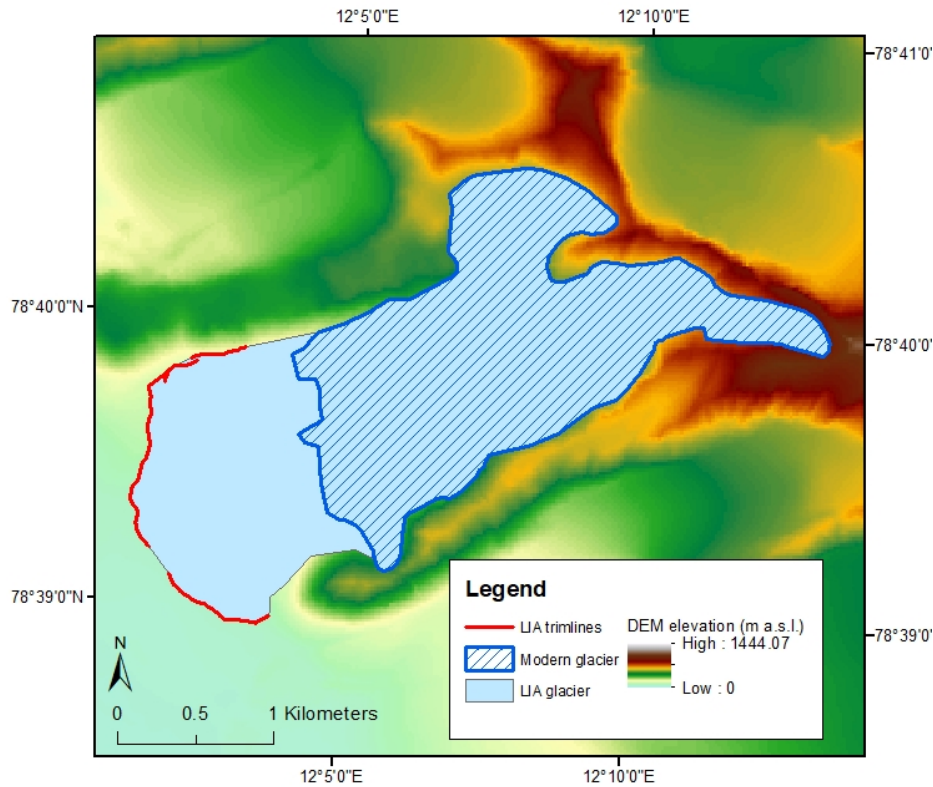 12°5'0"E 12°10'0"E
78°41'0"
78°40'0"N
78°40'0"
78°39'0"N
78°39'0"
N
0 0.5 1 Kilometers
Legend
LIA trimlines
Modern glacier
LIA glacier
DEM elevation (m a.s.l.)
High : 1444.07
Low : 0
12°5'0"E 12°10'0"E